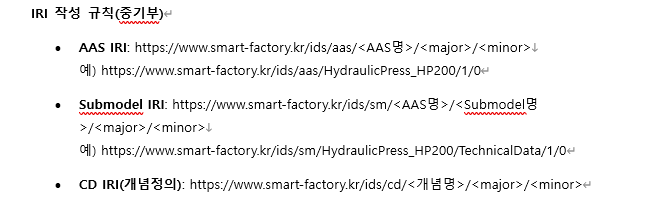 IRI 작성 규칙(중기부)
• AAS IRI: https://www.smart-factory.kr/ids/aas/<AAS명>/<major>/<minor>
예) https://www.smart-factory.kr/ids/aas/HydraulicPress_HP200/1/0
• Submodel IRI: https://www.smart-factory.kr/ids/sm/<AAS명>/<Submodel명
>/<major>/<minor>
예) https://www.smart-factory.kr/ids/sm/HydraulicPress_HP200/TechnicalData/1/0
• CD IRI(개념정의): https://www.smart-factory.kr/ids/cd/<개념명>/<major>/<minor>